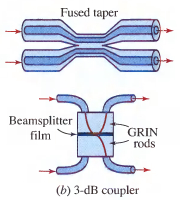 Fused taper
Beamsplitter
film
GRIN
rods
(b) 3-dB coupler